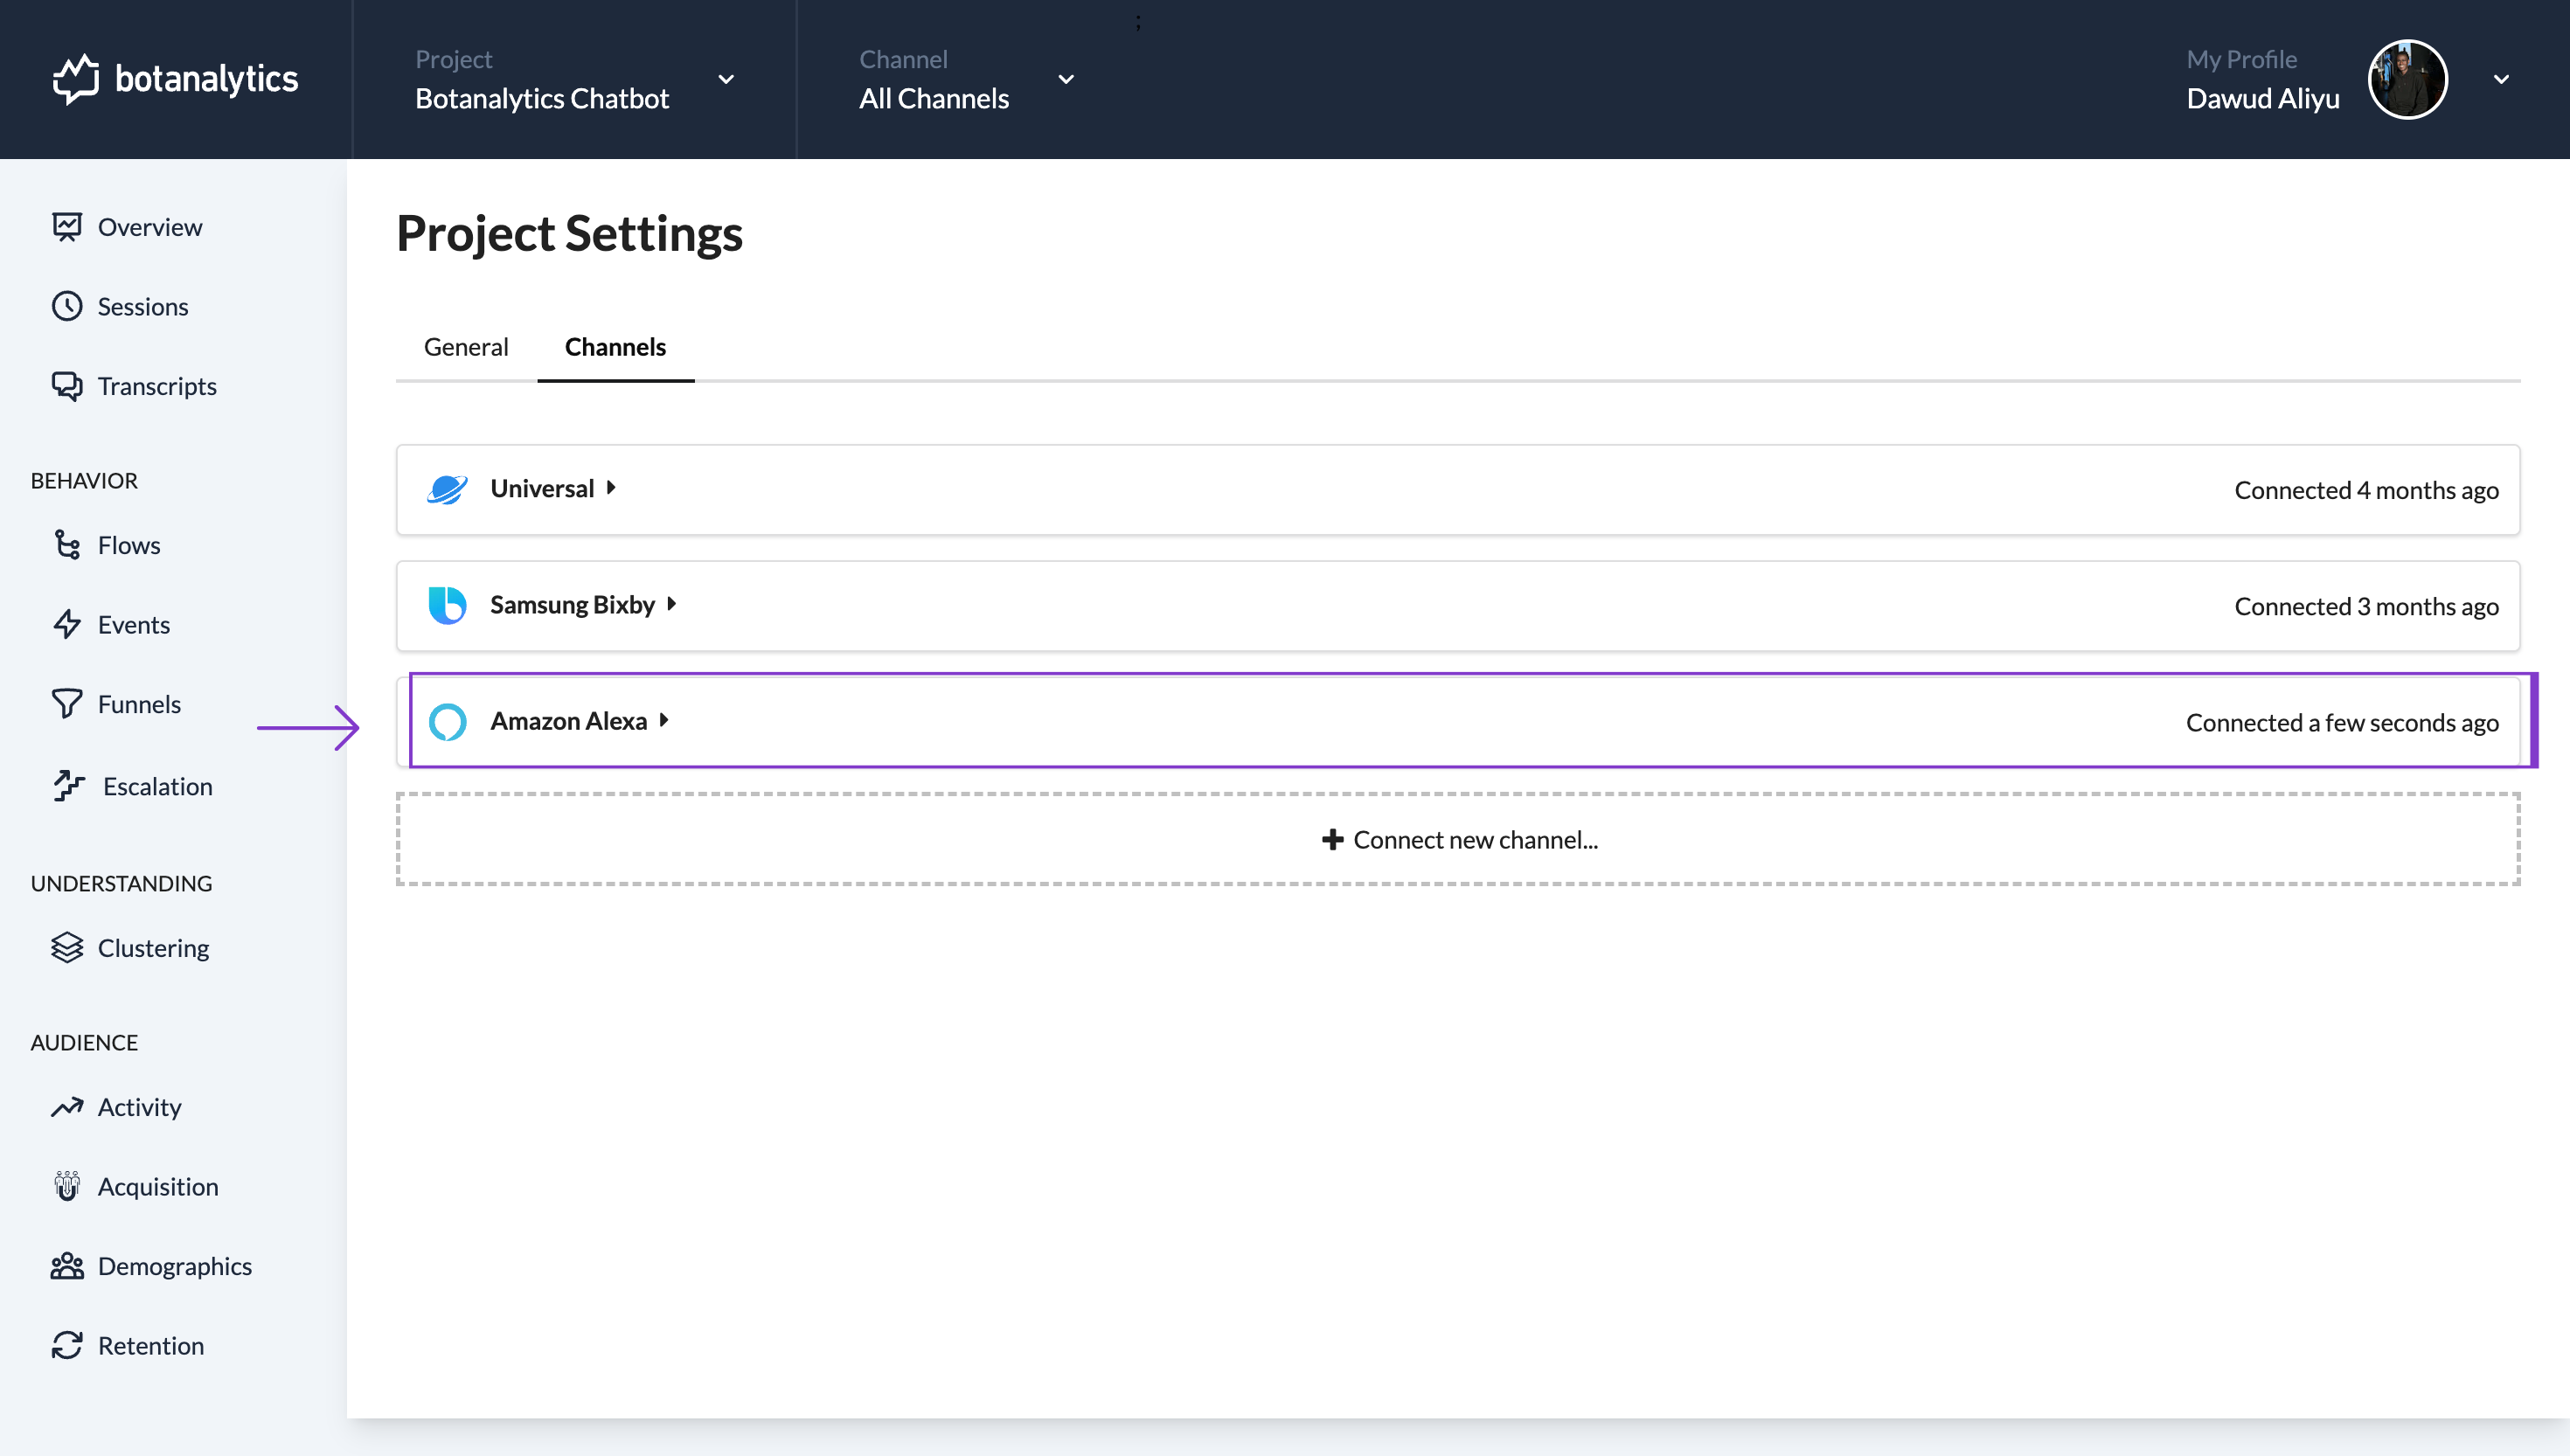 ;
botanalytics
Project
Botanalytics Chatbot
Channel
All Channels
My Profile
Dawud Aliyu
Overview
Sessions
Transcripts
BEHAVIOR
Flows
Events
Funnels
Escalation
UNDERSTANDING
Clustering
AUDIENCE
Activity
Acquisition
Demographics
Retention
Project Settings
General
Channels
Universal
Connected 4 months ago
Samsung Bixby
Connected 3 months ago
Amazon Alexa
Connected a few seconds ago
Connect new channel...